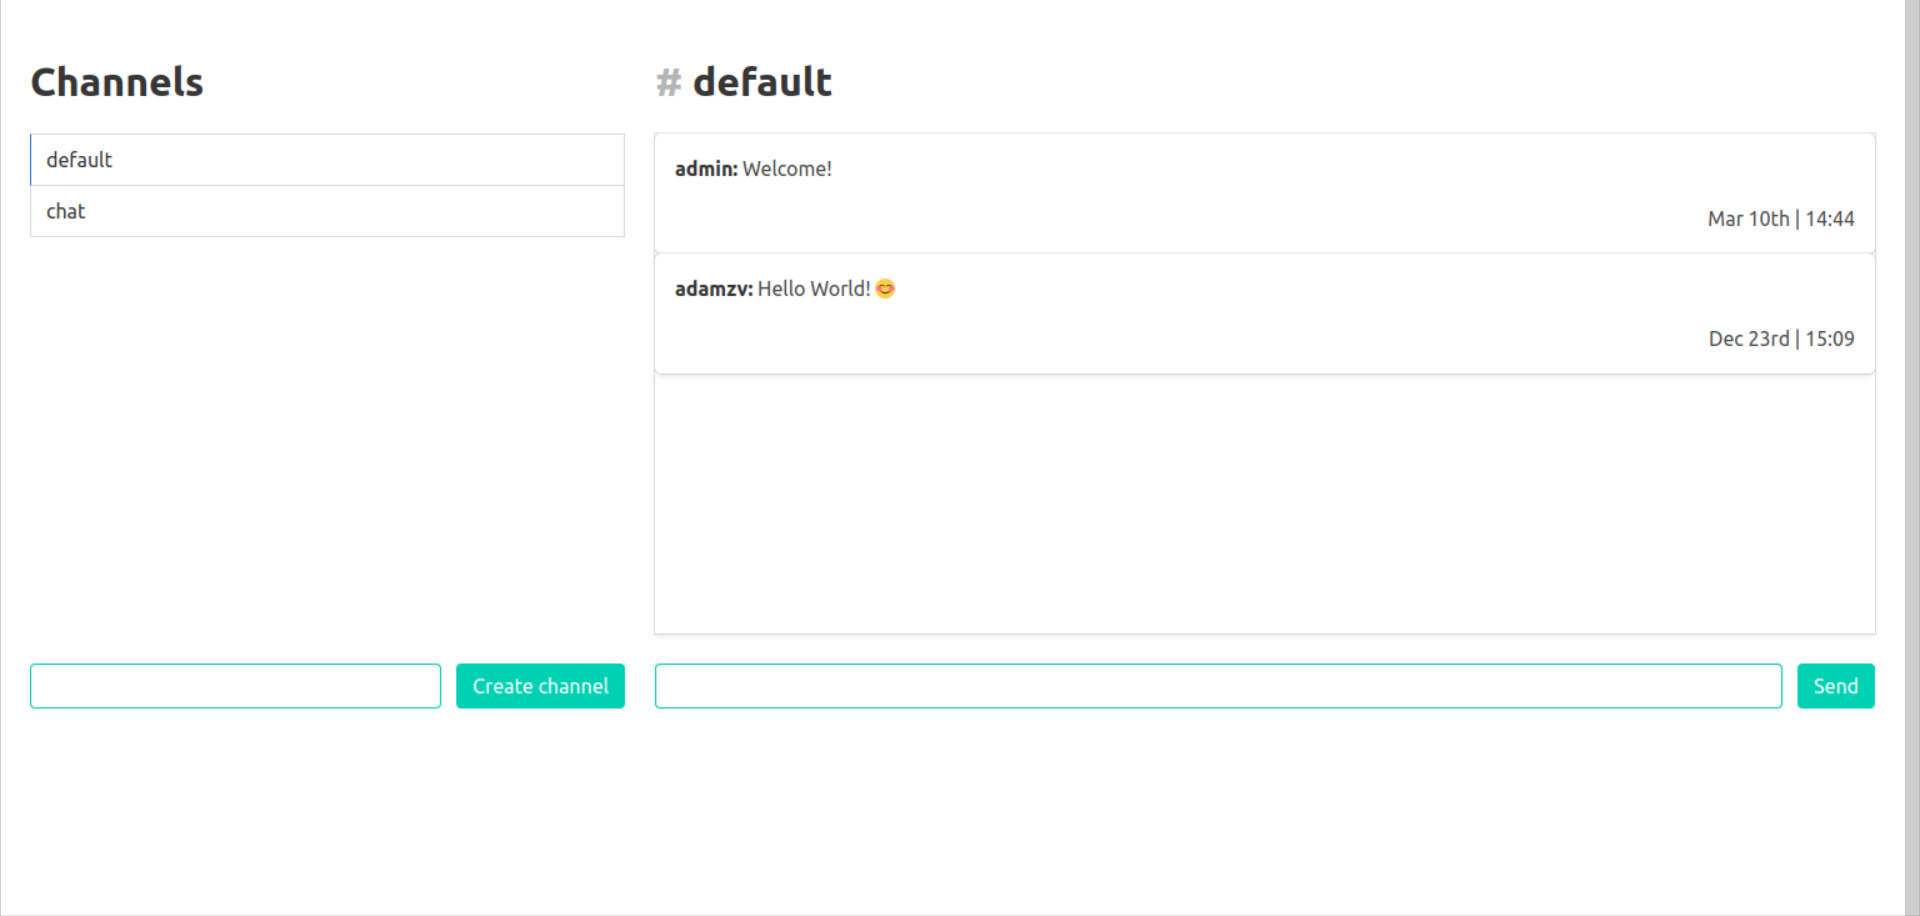 Channels
default
chat
Create channel
# default
admin: Welcome!
Mar 10th | 14:44
adamzv: Hello World! 😊
Dec 23rd | 15:09
Send